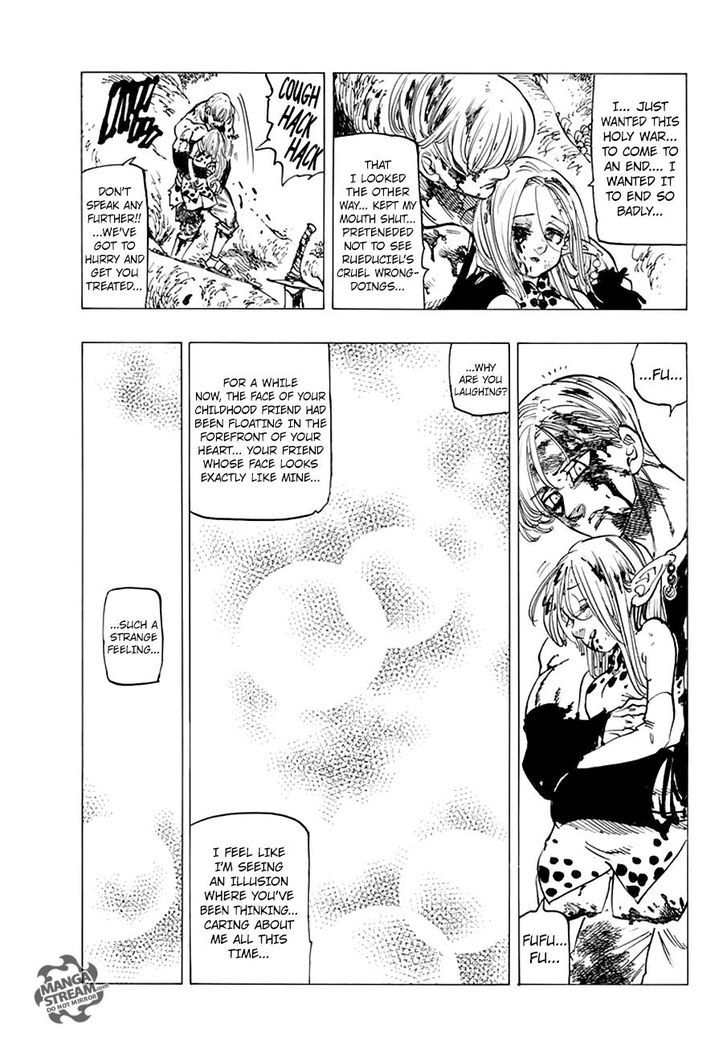 I... JUST
WANTED THIS
HOLY WAR...
TO COME TO
AN END.... I
WANTED IT
TO END SO
BADLY...
THAT
I LOOKED
THE OTHER
WAY... KEPT MY
MOUTH SHUT...
PRETENEDED
NOT TO SEE
RUEDUCIEL'S
CRUEL WRONG-
DOINGS...
COUGH
HACK
HACK
DON'T
SPEAK ANY
FURTHER!!
...WE'VE
GOT TO
HURRY AND
GET YOU
TREATED...
...FU...
FUFU...
FU...
...WHY
ARE YOU
LAUGHING?
FOR A WHILE
NOW, THE FACE OF YOUR
CHILDHOOD FRIEND HAD
BEEN FLOATING IN THE
FOREFRONT OF YOUR
HEART... YOUR FRIEND
WHOSE FACE LOOKS
EXACTLY LIKE MINE...
I FEEL LIKE
I'M SEEING
AN ILLUSION
WHERE YOU'VE
BEEN THINKING...
CARING ABOUT
ME ALL THIS
TIME...
...SUCH A
STRANGE
FEELING...
MANGA
STREAM.com
DO NOT MIRROR